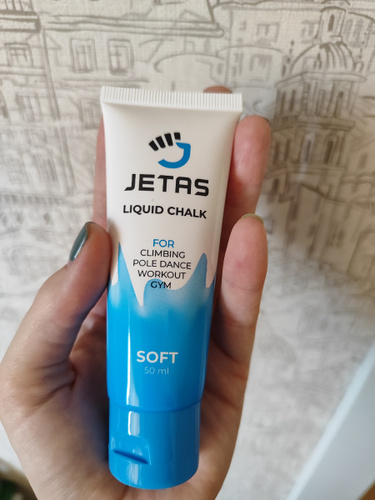 JETAS
LIQUID CHALK
FOR
CLIMBING
POLE DANCE
WORKOUT
GYM
SOFT
50 ml